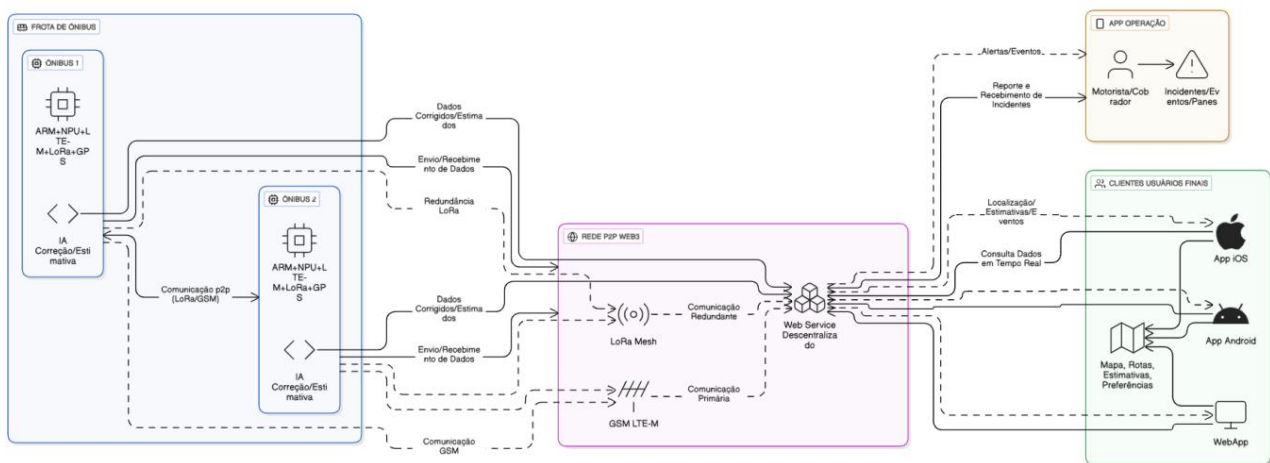 FROTA DE ÔNIBUS
ÔNIBUS 1
ARM+NPU+L
TE-
M+LoRa+GP
S
IA
Correção/Esti
mativa
ÔNIBUS 2
ARM+NPU+L
TE-
M+LoRa+GP
S
IA
Correção/Esti
mativa
Comunicação p2p
(LoRa/GSM)
Dados
Corrigidos/Estima
dos
Envio/Recebime
nto de Dados
Redundância
LoRa
Dados
Corrigidos/Estima
dos
Envio/Recebime
nto de Dados
Comunicação
GSM
REDE P2P WEB3
LoRa Mesh
Comunicação
Redundante
GSM LTE-M
Comunicação
Primária
Web Service
Descentraliza
do
Alertas/Eventos
Reporte e
Recebimento de
Incidentes
APP OPERAÇÃO
Motorista/Cob
rador
Incidentes/Ev
entos/Panes
CLIENTES USUÁRIOS FINAIS
Localização/
Estimativas/E
ventos
Consulta Dados
em Tempo Real
App iOS
App Android
Mapa, Rotas,
Estimativas,
Preferências
WebApp